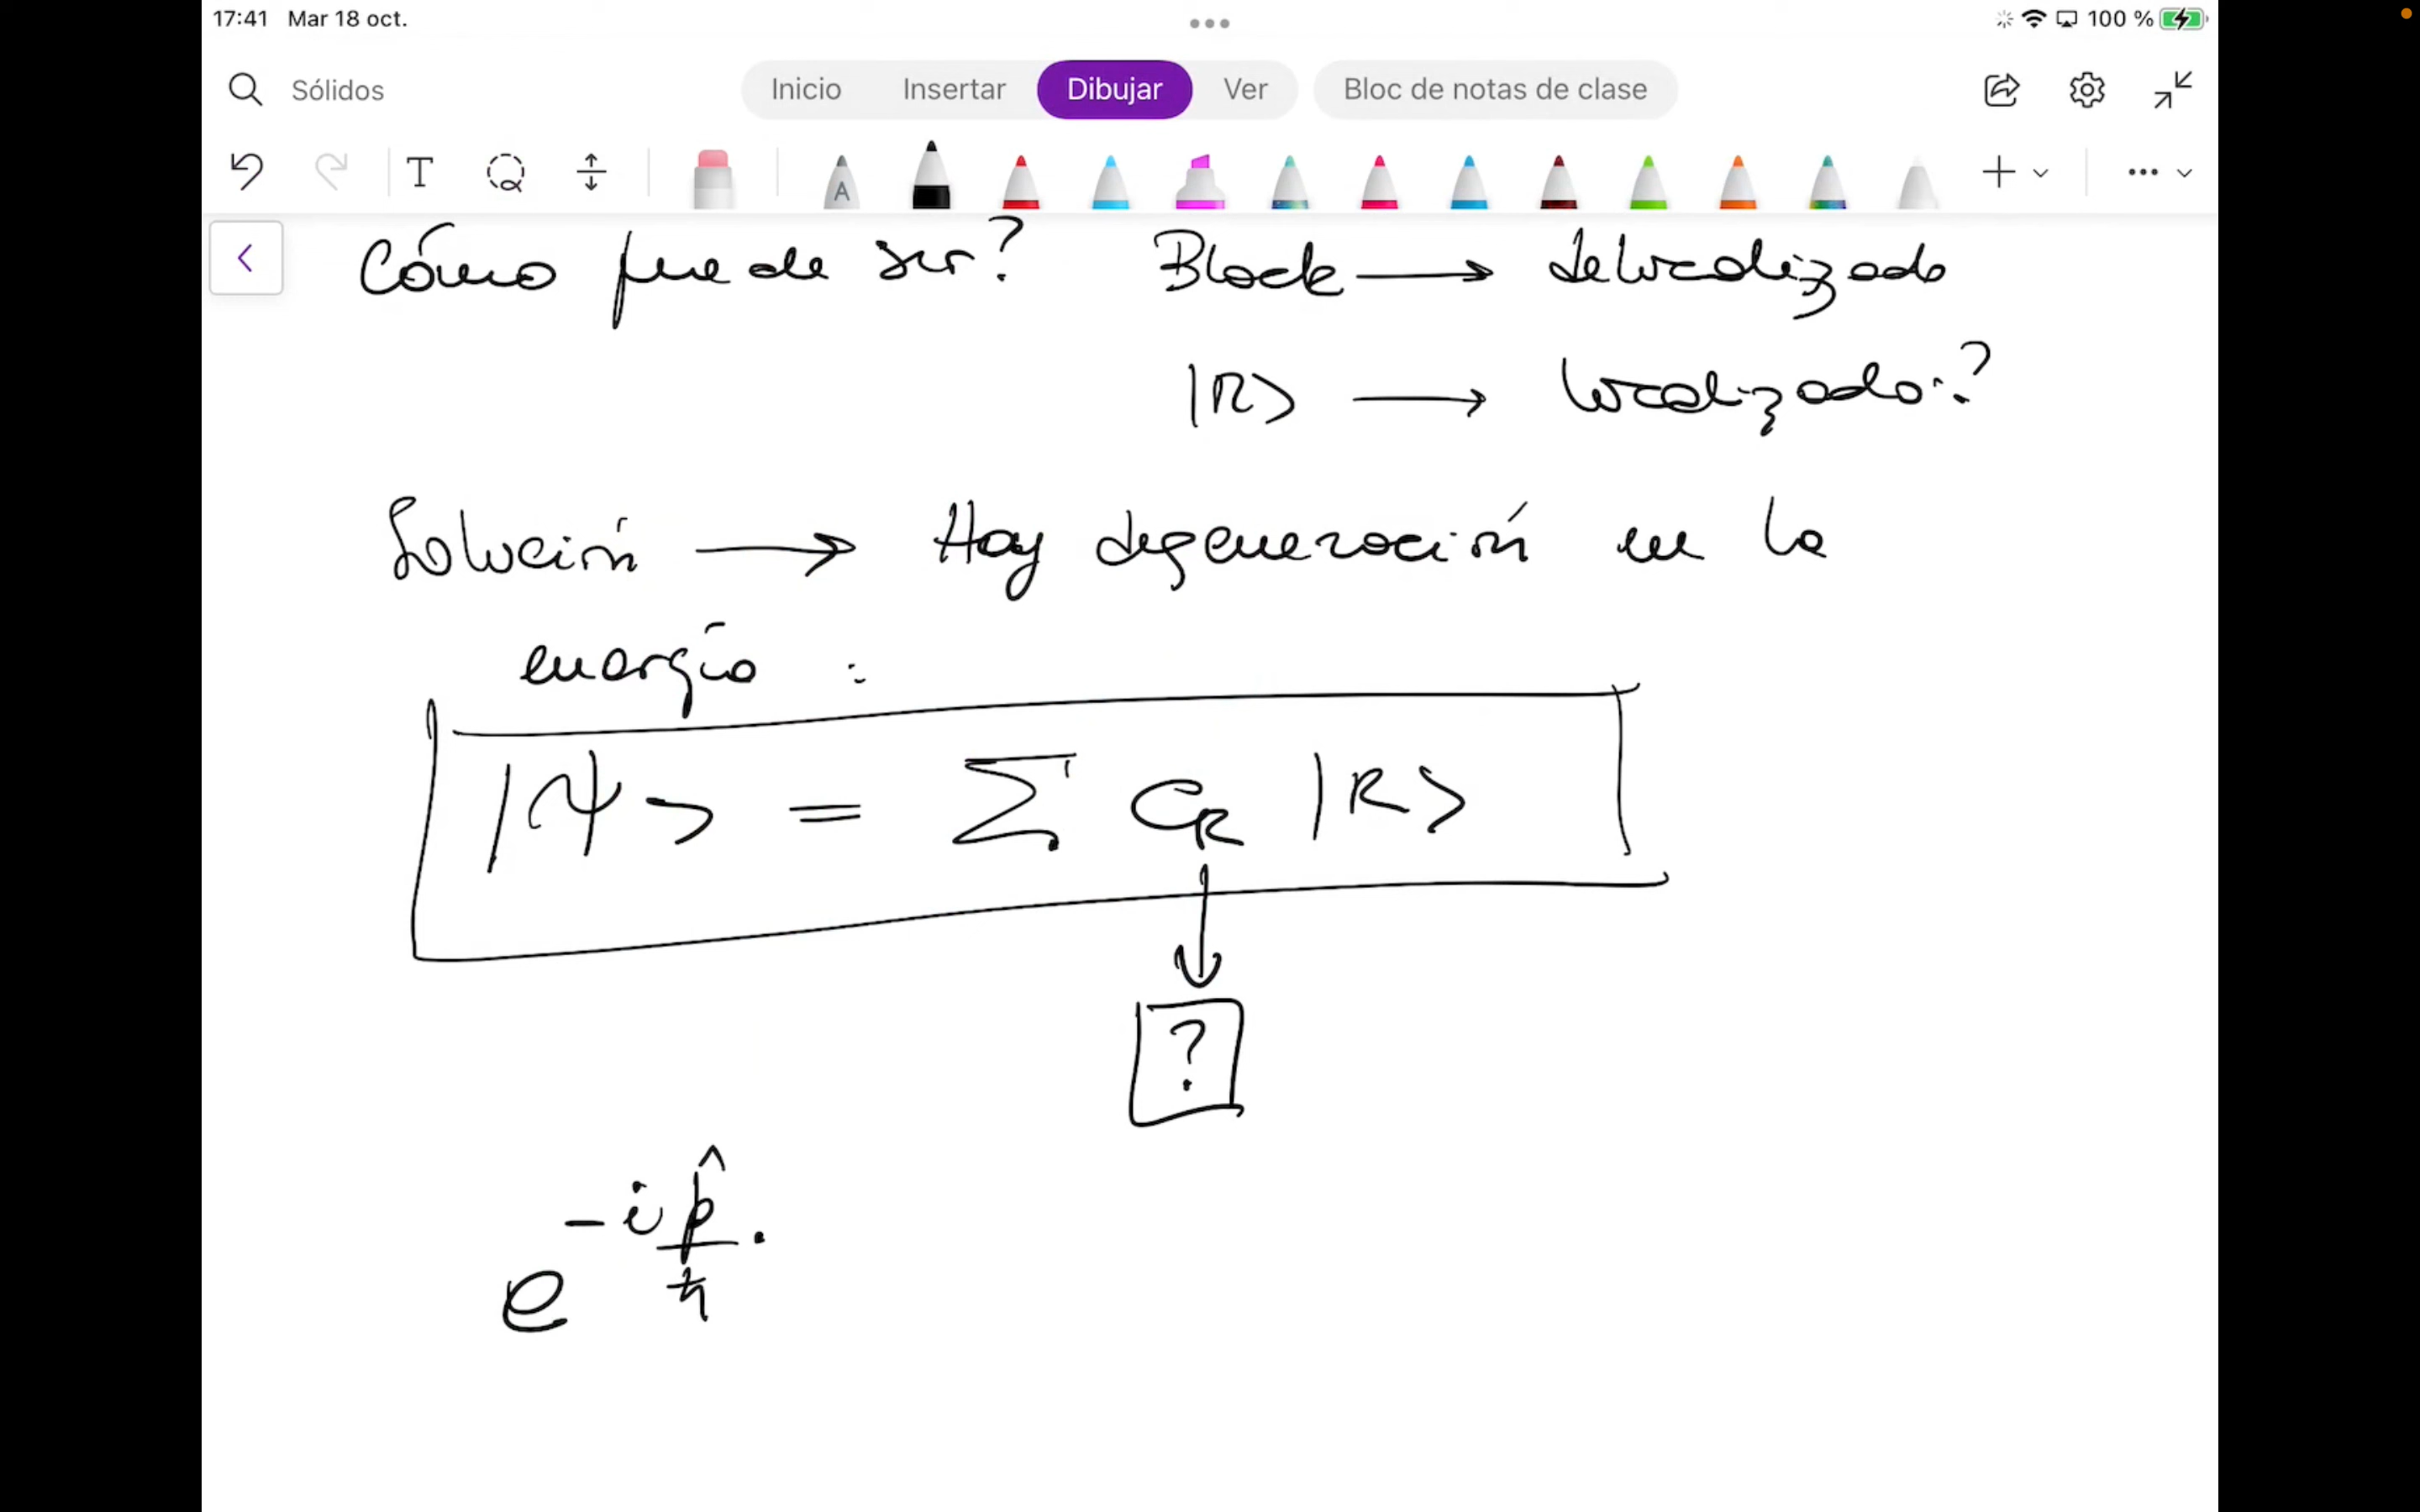 17:41 Mar 18 oct. 100 %
Sólidos Inicio Insertar Dibujar Ver Bloc de notas de clase
T A
Cómo puede ser? Block → delocalizado
|R> → localizado?
Solución → Hay degeneración en la
energía :
|ψ> = Σ C_R |R>
?
e^{-i p̂/ħ ·}